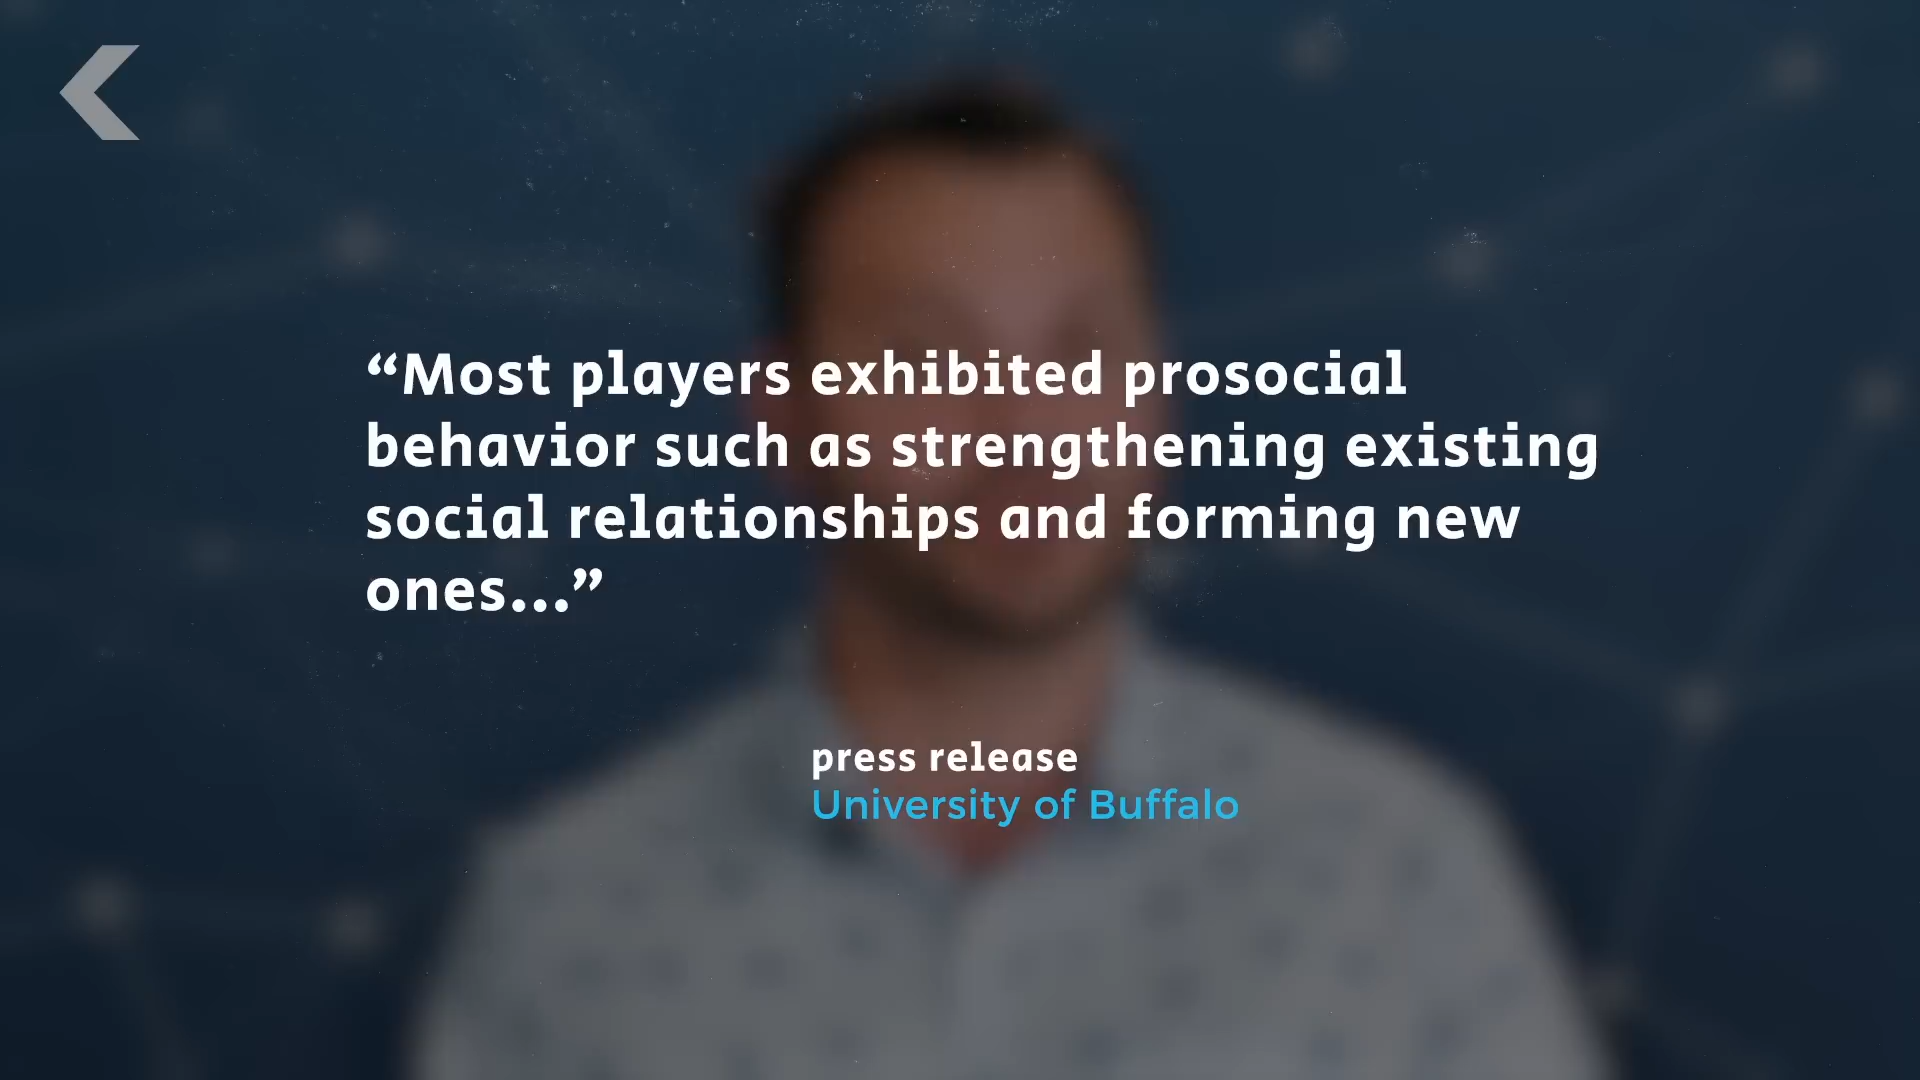 “Most players exhibited prosocial
behavior such as strengthening existing
social relationships and forming new
ones...”
press release
University of Buffalo